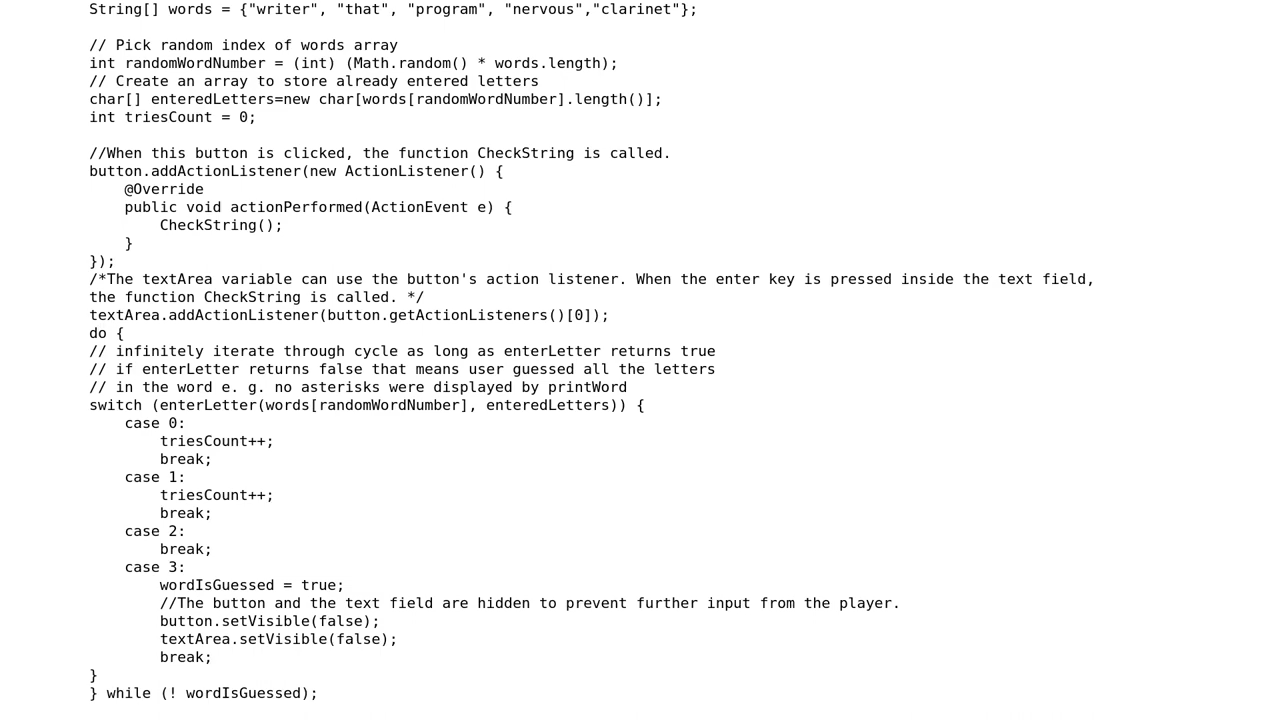 String[] words = {"writer", "that", "program", "nervous","clarinet"};

// Pick random index of words array
int randomWordNumber = (int) (Math.random() * words.length);
// Create an array to store already entered letters
char[] enteredLetters=new char[words[randomWordNumber].length()];
int triesCount = 0;

//When this button is clicked, the function CheckString is called.
button.addActionListener(new ActionListener() {
    @Override
    public void actionPerformed(ActionEvent e) {
        CheckString();
    }
});
/*The textArea variable can use the button's action listener. When the enter key is pressed inside the text field,
the function CheckString is called. */
textArea.addActionListener(button.getActionListeners()[0]);
do {
// infinitely iterate through cycle as long as enterLetter returns true
// if enterLetter returns false that means user guessed all the letters
// in the word e. g. no asterisks were displayed by printWord
switch (enterLetter(words[randomWordNumber], enteredLetters)) {
    case 0:
        triesCount++;
        break;
    case 1:
        triesCount++;
        break;
    case 2:
        break;
    case 3:
        wordIsGuessed = true;
        //The button and the text field are hidden to prevent further input from the player.
        button.setVisible(false);
        textArea.setVisible(false);
        break;
}
} while (! wordIsGuessed);